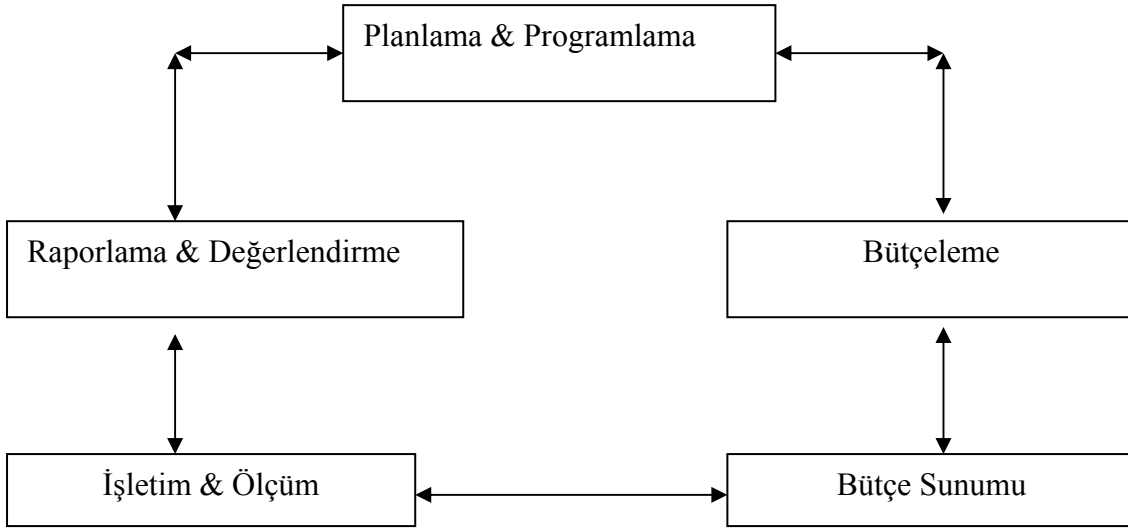 Planlama & Programlama
Raporlama & Değerlendirme
Bütçeleme
İşletim & Ölçüm
Bütçe Sunumu